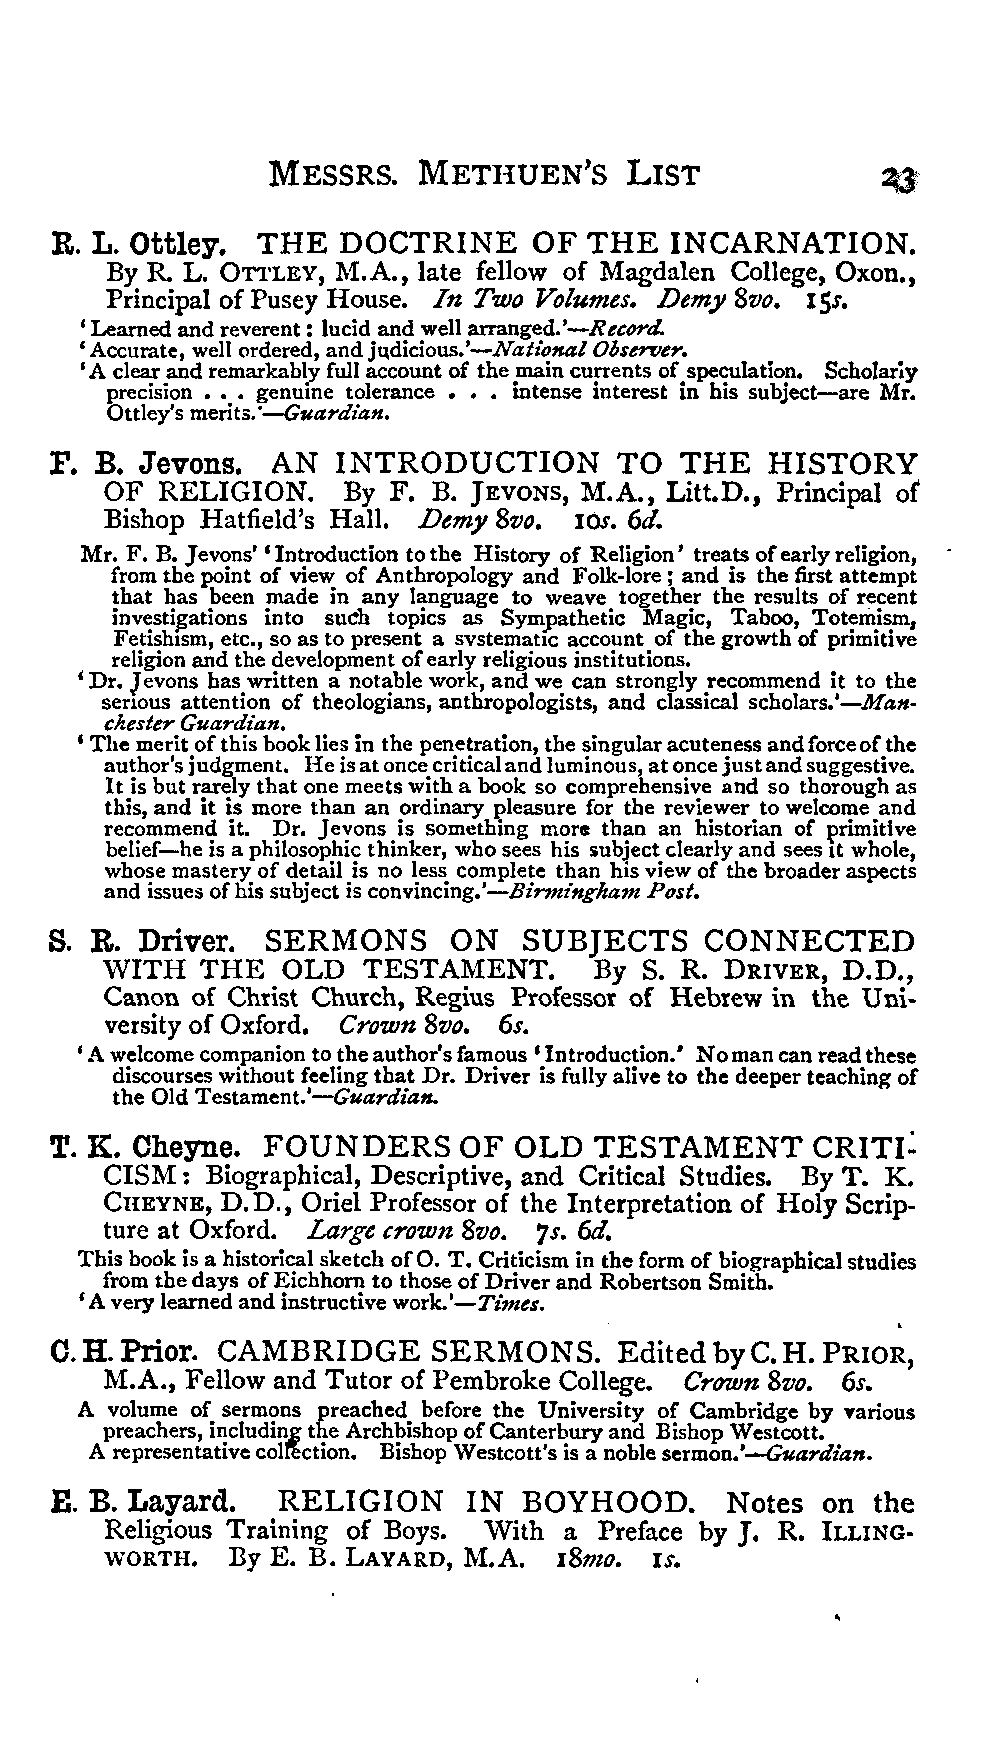 MESSRS. METHUEN'S LIST 23
R. L. Ottley. THE DOCTRINE OF THE INCARNATION.
By R. L. OTTLEY, M.A., late fellow of Magdalen College, Oxon.,
Principal of Pusey House. In Two Volumes. Demy 8vo. 15s.
'Learned and reverent: lucid and well arranged.'—Record.
'Accurate, well ordered, and judicious.'—National Observer.
'A clear and remarkably full account of the main currents of speculation. Scholarly
precision . . . genuine tolerance . . . intense interest in his subject—are Mr.
Ottley's merits.'—Guardian.
F. B. Jevons. AN INTRODUCTION TO THE HISTORY
OF RELIGION. By F. B. JEVONS, M.A., Litt.D., Principal of
Bishop Hatfield's Hall. Demy 8vo. 10s. 6d.
Mr. F. B. Jevons' 'Introduction to the History of Religion' treats of early religion,
from the point of view of Anthropology and Folk-lore; and is the first attempt
that has been made in any language to weave together the results of recent
investigations into such topics as Sympathetic Magic, Taboo, Totemism,
Fetishism, etc., so as to present a systematic account of the growth of primitive
religion and the development of early religious institutions.
'Dr. Jevons has written a notable work, and we can strongly recommend it to the
serious attention of theologians, anthropologists, and classical scholars.'—Man-
chester Guardian.
'The merit of this book lies in the penetration, the singular acuteness and force of the
author's judgment. He is at once critical and luminous, at once just and suggestive.
It is but rarely that one meets with a book so comprehensive and so thorough as
this, and it is more than an ordinary pleasure for the reviewer to welcome and
recommend it. Dr. Jevons is something more than an historian of primitive
belief—he is a philosophic thinker, who sees his subject clearly and sees it whole,
whose mastery of detail is no less complete than his view of the broader aspects
and issues of his subject is convincing.'—Birmingham Post.
S. R. Driver. SERMONS ON SUBJECTS CONNECTED
WITH THE OLD TESTAMENT. By S. R. DRIVER, D.D.,
Canon of Christ Church, Regius Professor of Hebrew in the Uni-
versity of Oxford. Crown 8vo. 6s.
'A welcome companion to the author's famous 'Introduction.' No man can read these
discourses without feeling that Dr. Driver is fully alive to the deeper teaching of
the Old Testament.'—Guardian.
T. K. Cheyne. FOUNDERS OF OLD TESTAMENT CRITI-
CISM: Biographical, Descriptive, and Critical Studies. By T. K.
CHEYNE, D.D., Oriel Professor of the Interpretation of Holy Scrip-
ture at Oxford. Large crown 8vo. 7s. 6d.
This book is a historical sketch of O. T. Criticism in the form of biographical studies
from the days of Eichhorn to those of Driver and Robertson Smith.
'A very learned and instructive work.'—Times.
C. H. Prior. CAMBRIDGE SERMONS. Edited by C. H. PRIOR,
M.A., Fellow and Tutor of Pembroke College. Crown 8vo. 6s.
A volume of sermons preached before the University of Cambridge by various
preachers, including the Archbishop of Canterbury and Bishop Westcott.
A representative collection. Bishop Westcott's is a noble sermon.'—Guardian.
E. B. Layard. RELIGION IN BOYHOOD. Notes on the
Religious Training of Boys. With a Preface by J. R. ILLING-
WORTH. By E. B. LAYARD, M.A. 18mo. 1s.